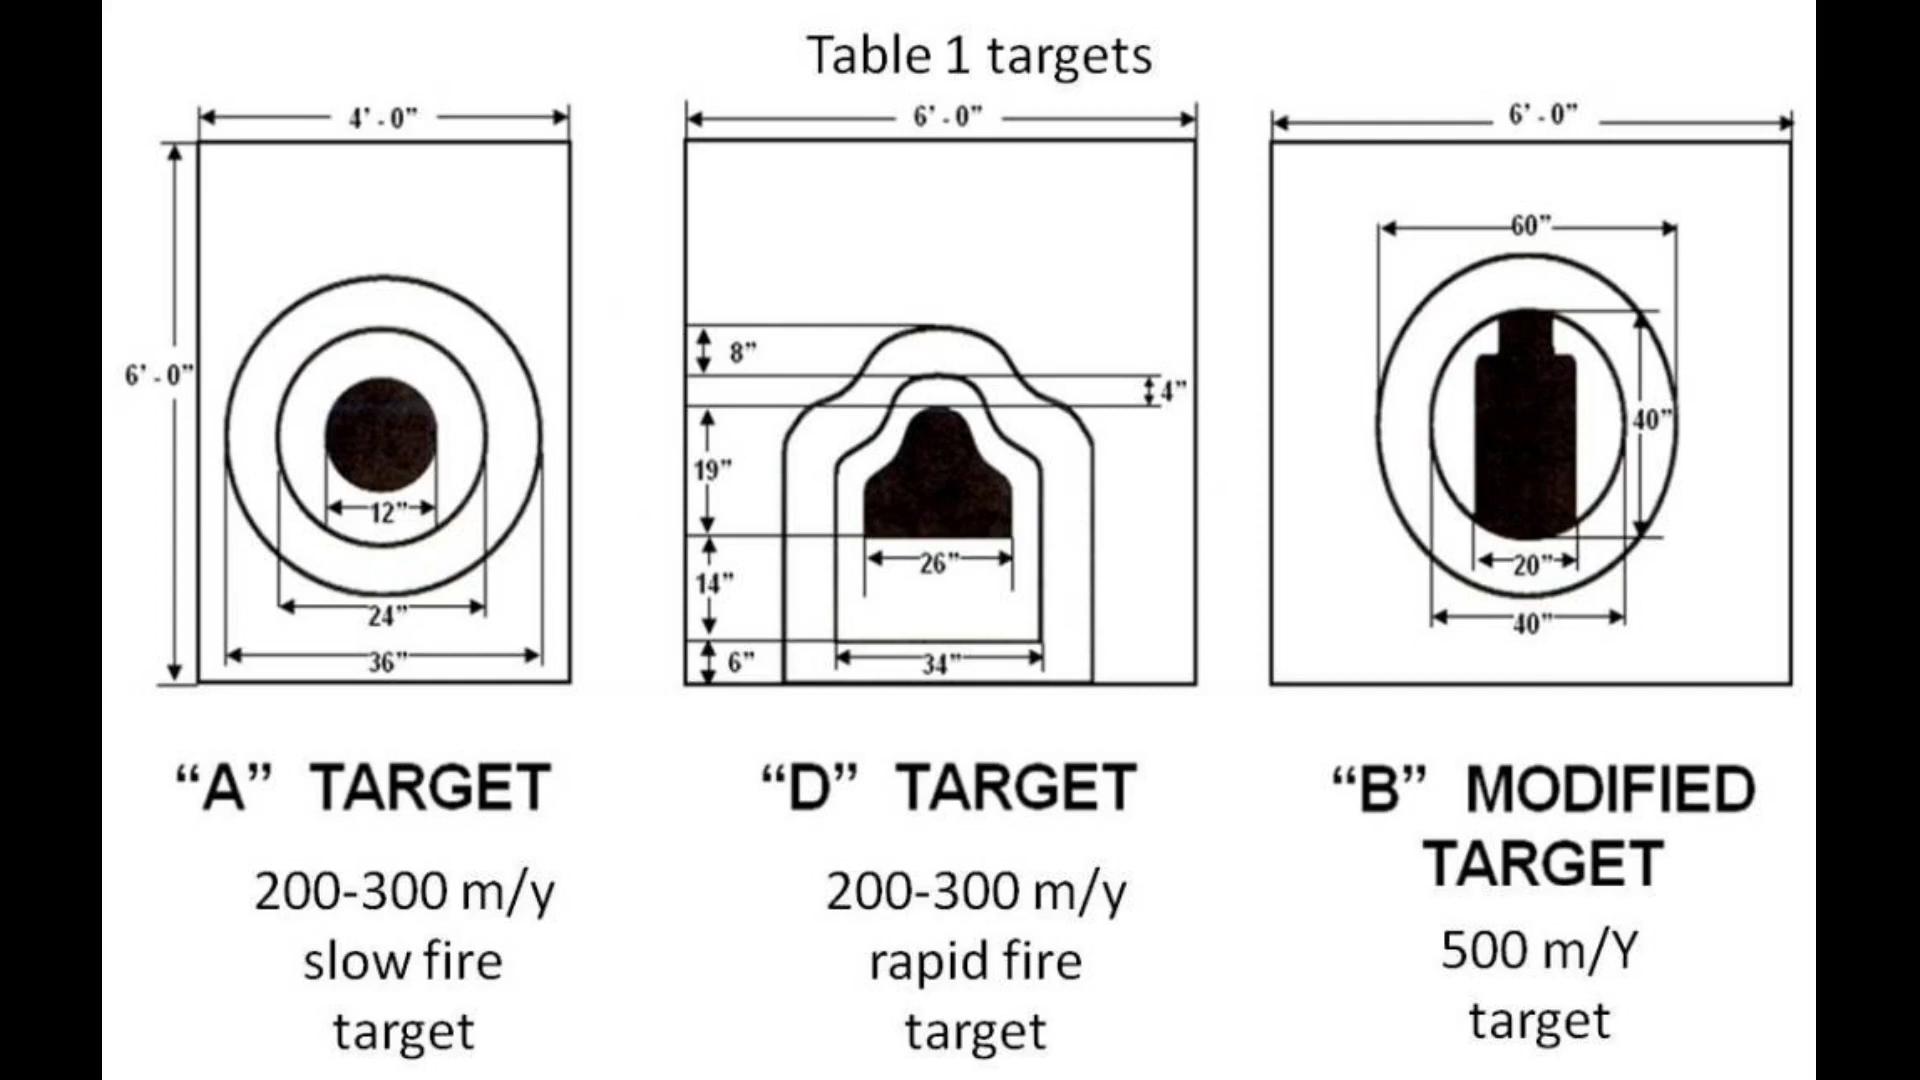 Table 1 targets
4' - 0”
6' - 0”
6' - 0”
60”
8”
4”
6' - 0”
40”
19”
12”
26”
20”
14”
24”
40”
36”
6”
34”
“A” TARGET
“D” TARGET
“B” MODIFIED
TARGET
200-300 m/y
slow fire
target
200-300 m/y
rapid fire
target
500 m/Y
target